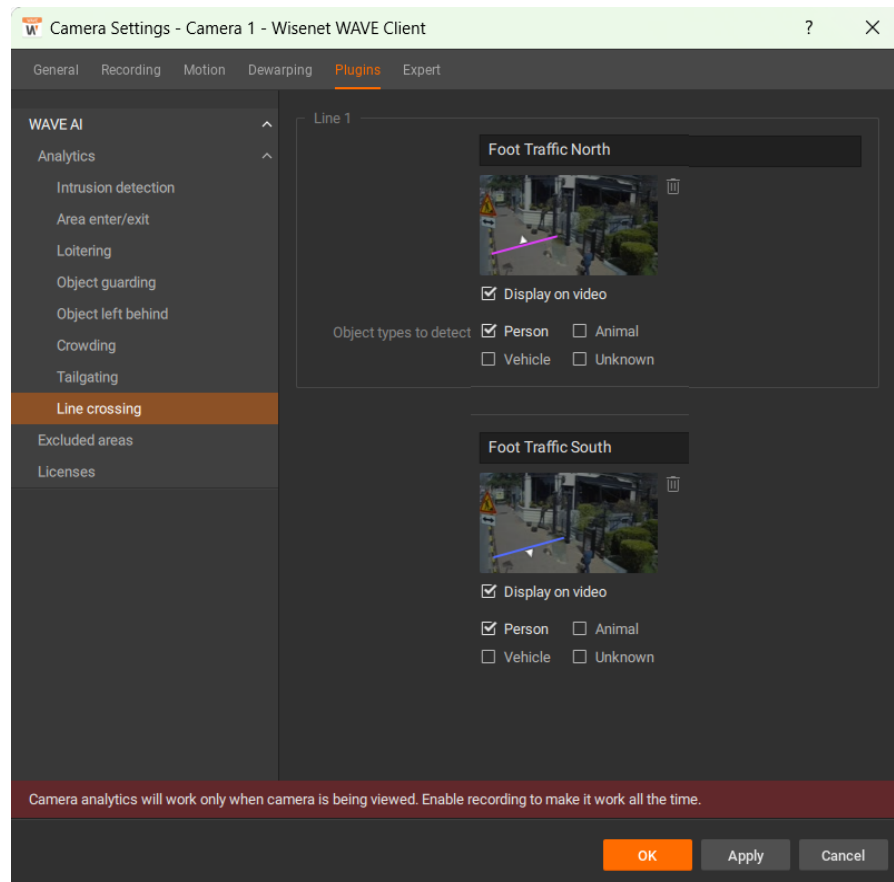 WAVE
W
Camera Settings - Camera 1 - Wisenet WAVE Client ?
General Recording Motion Dewarping Plugins Expert
WAVE AI
Analytics
Intrusion detection
Area enter/exit
Loitering
Object guarding
Object left behind
Crowding
Tailgating
Line crossing
Excluded areas
Licenses
Line 1
Foot Traffic North
Display on video
Object types to detect Person Animal
Vehicle Unknown
Foot Traffic South
Display on video
Person Animal
Vehicle Unknown
Camera analytics will work only when camera is being viewed. Enable recording to make it work all the time.
OK Apply Cancel